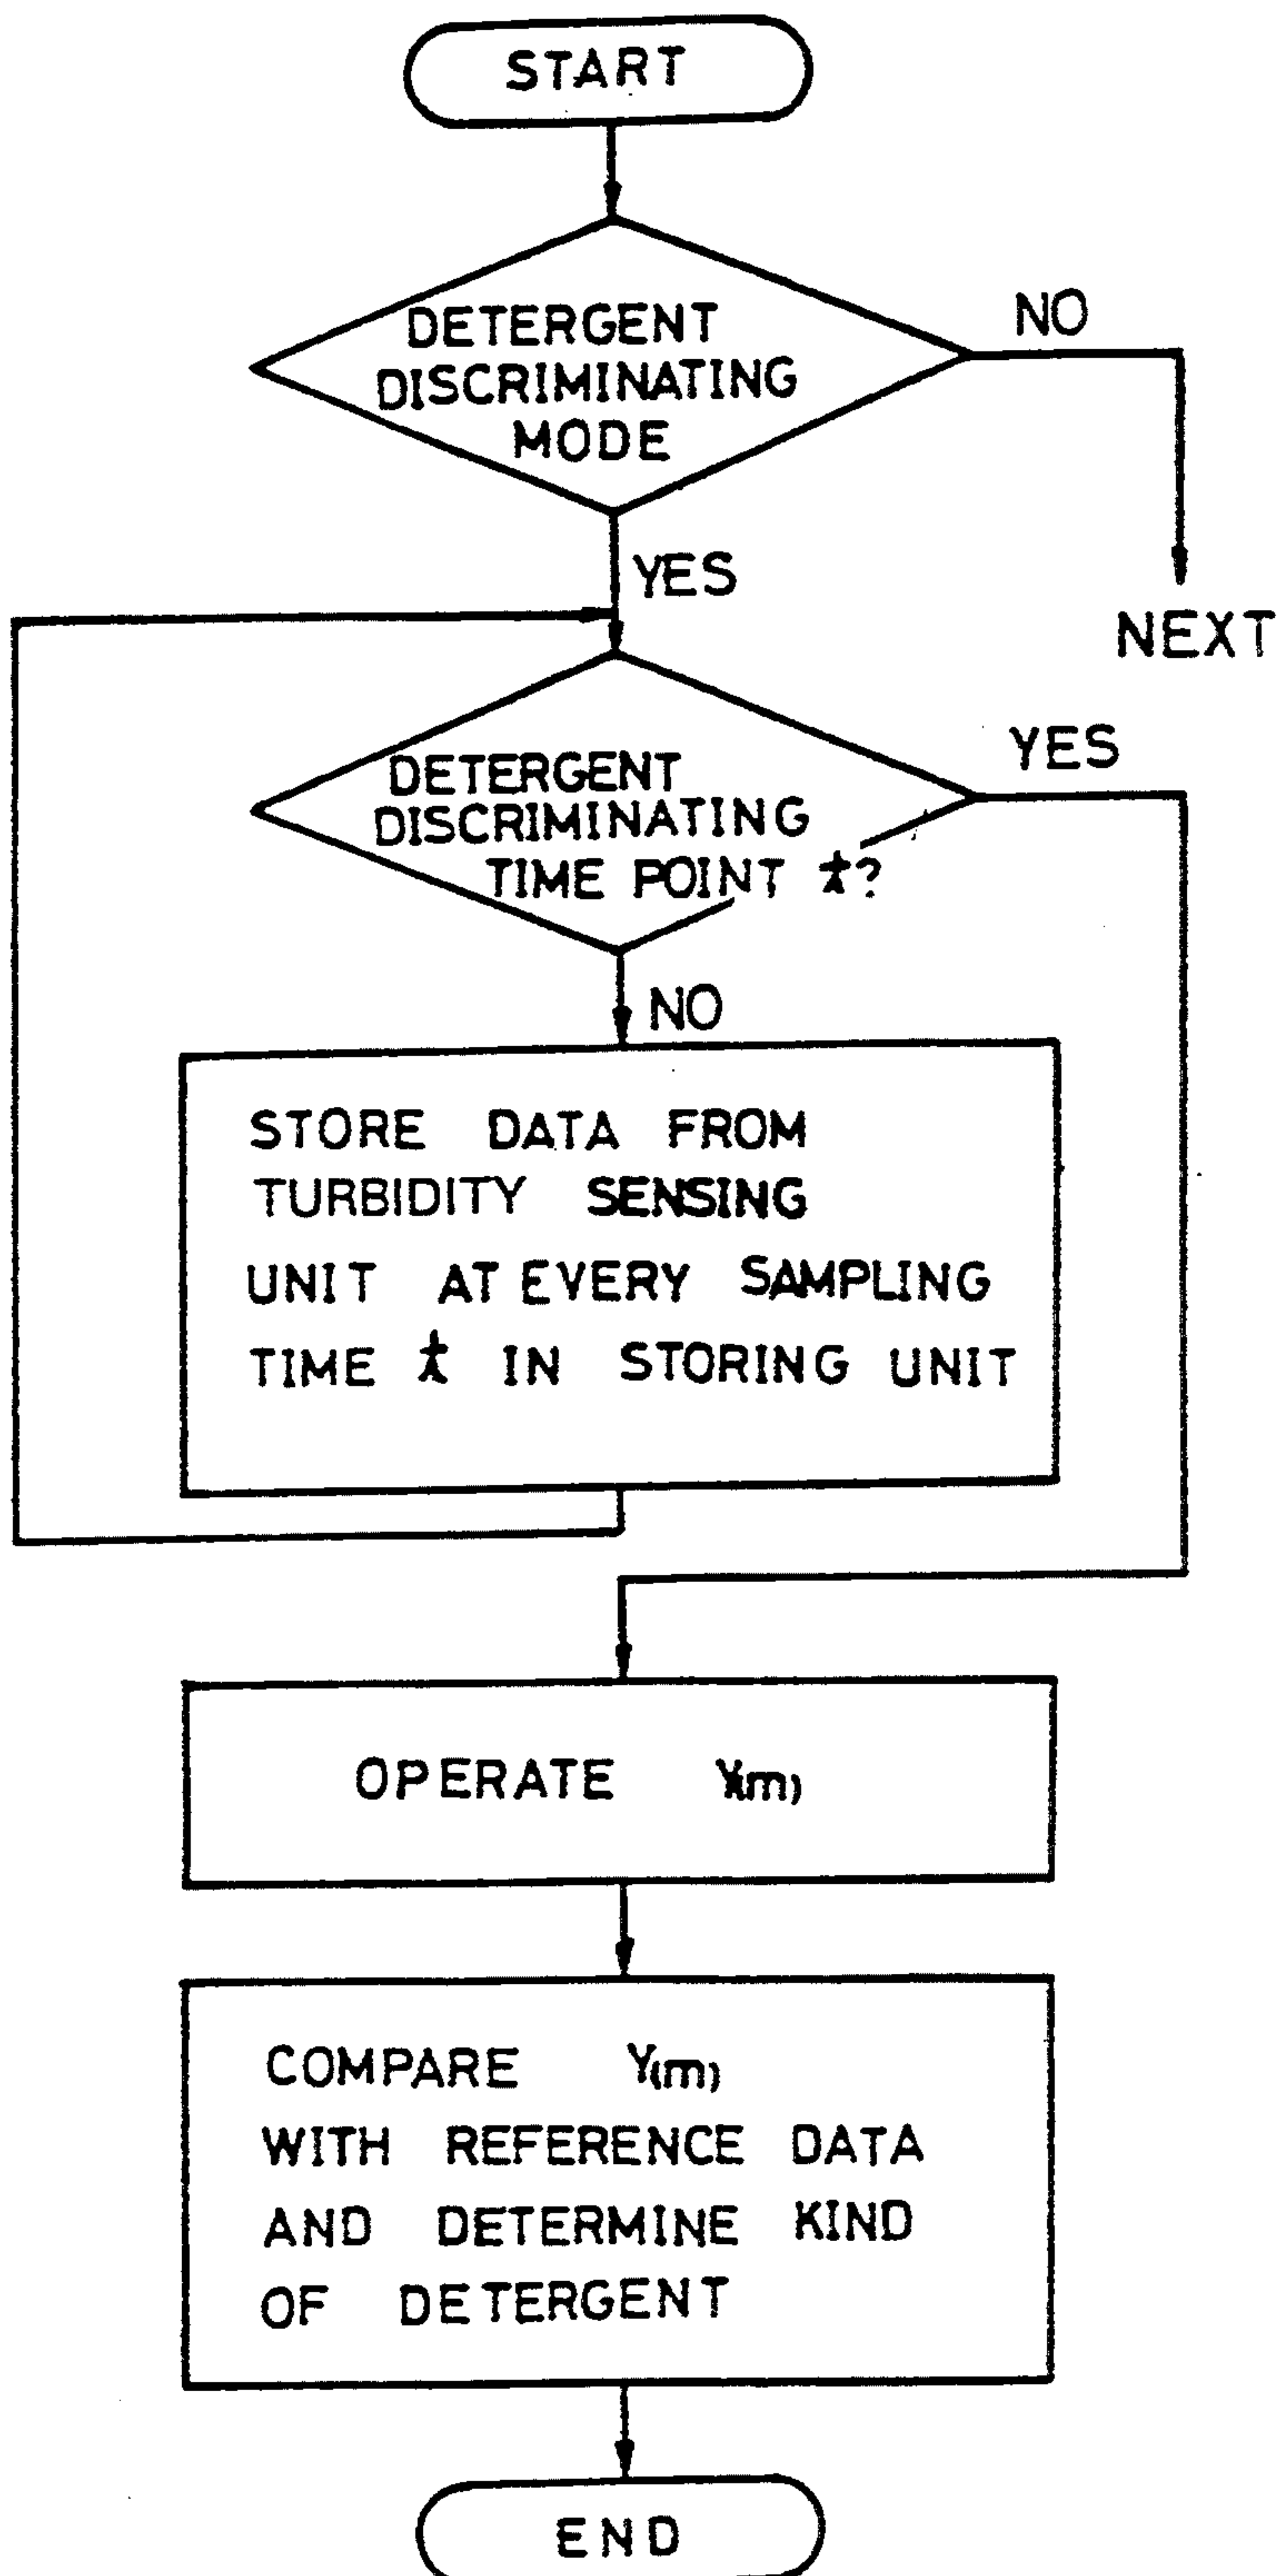 START
DETERGENT
DISCRIMINATING
MODE
NO
YES
NEXT
DETERGENT
DISCRIMINATING
TIME POINT t?
YES
NO
STORE DATA FROM
TURBIDITY SENSING
UNIT AT EVERY SAMPLING
TIME t IN STORING UNIT
OPERATE Y(m)
COMPARE Y(m)
WITH REFERENCE DATA
AND DETERMINE KIND
OF DETERGENT
END